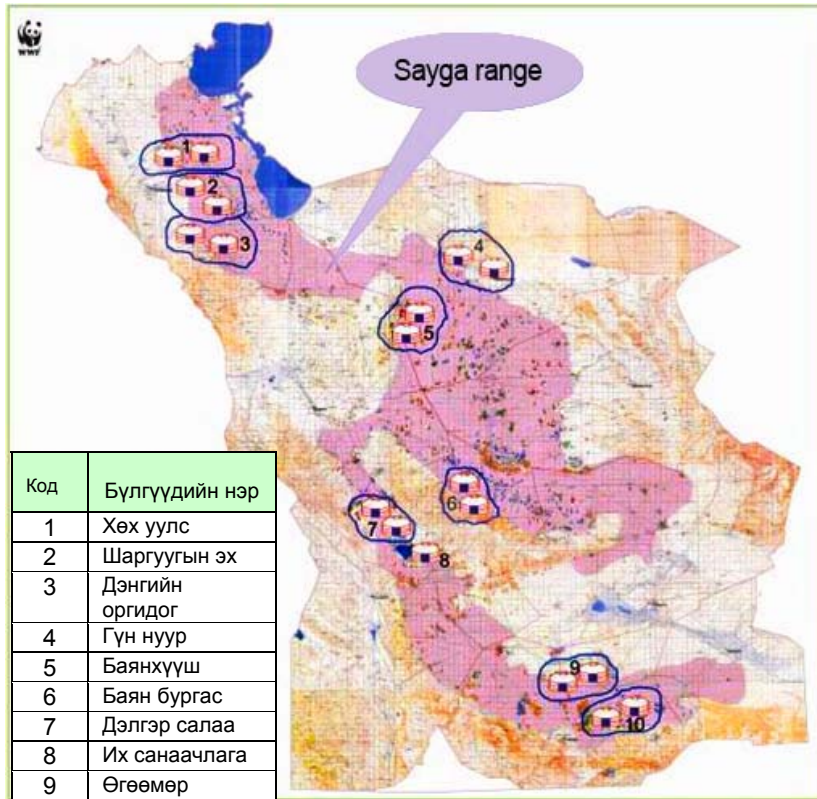 WWF
Sayga range
1
2
3
4
5
6
7
8
9
10
Код Бүлгүүдийн нэр
1 Хөх уулс
2 Шаргуугын эх
3 Дэнгийн
оргидог
4 Гүн нуур
5 Баянхүүш
6 Баян бургас
7 Дэлгэр салаа
8 Их санаачлага
9 Өгөөмөр